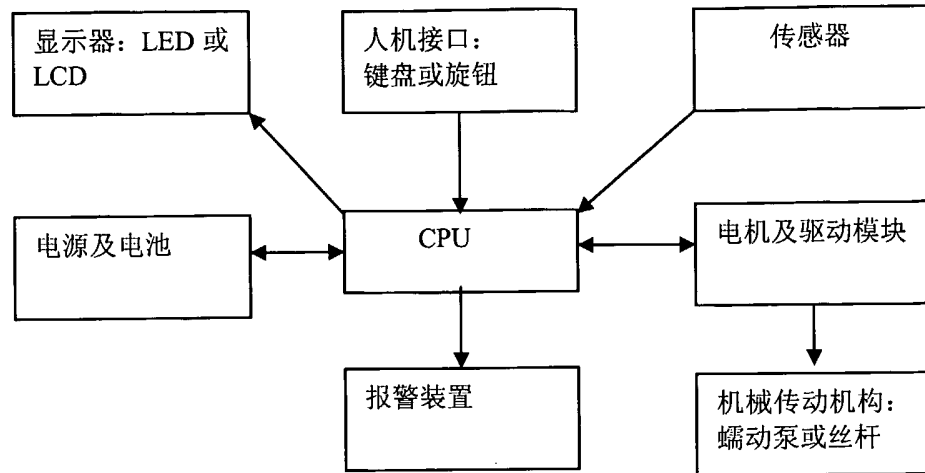 显示器：LED 或
LCD
人机接口：
键盘或旋钮
传感器
电源及电池
CPU
电机及驱动模块
报警装置
机械传动机构：
蠕动泵或丝杆